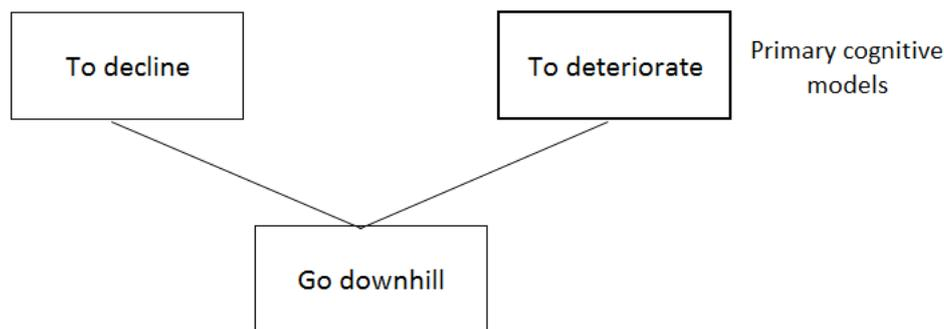 To decline
To deteriorate
Primary cognitive
models
Go downhill